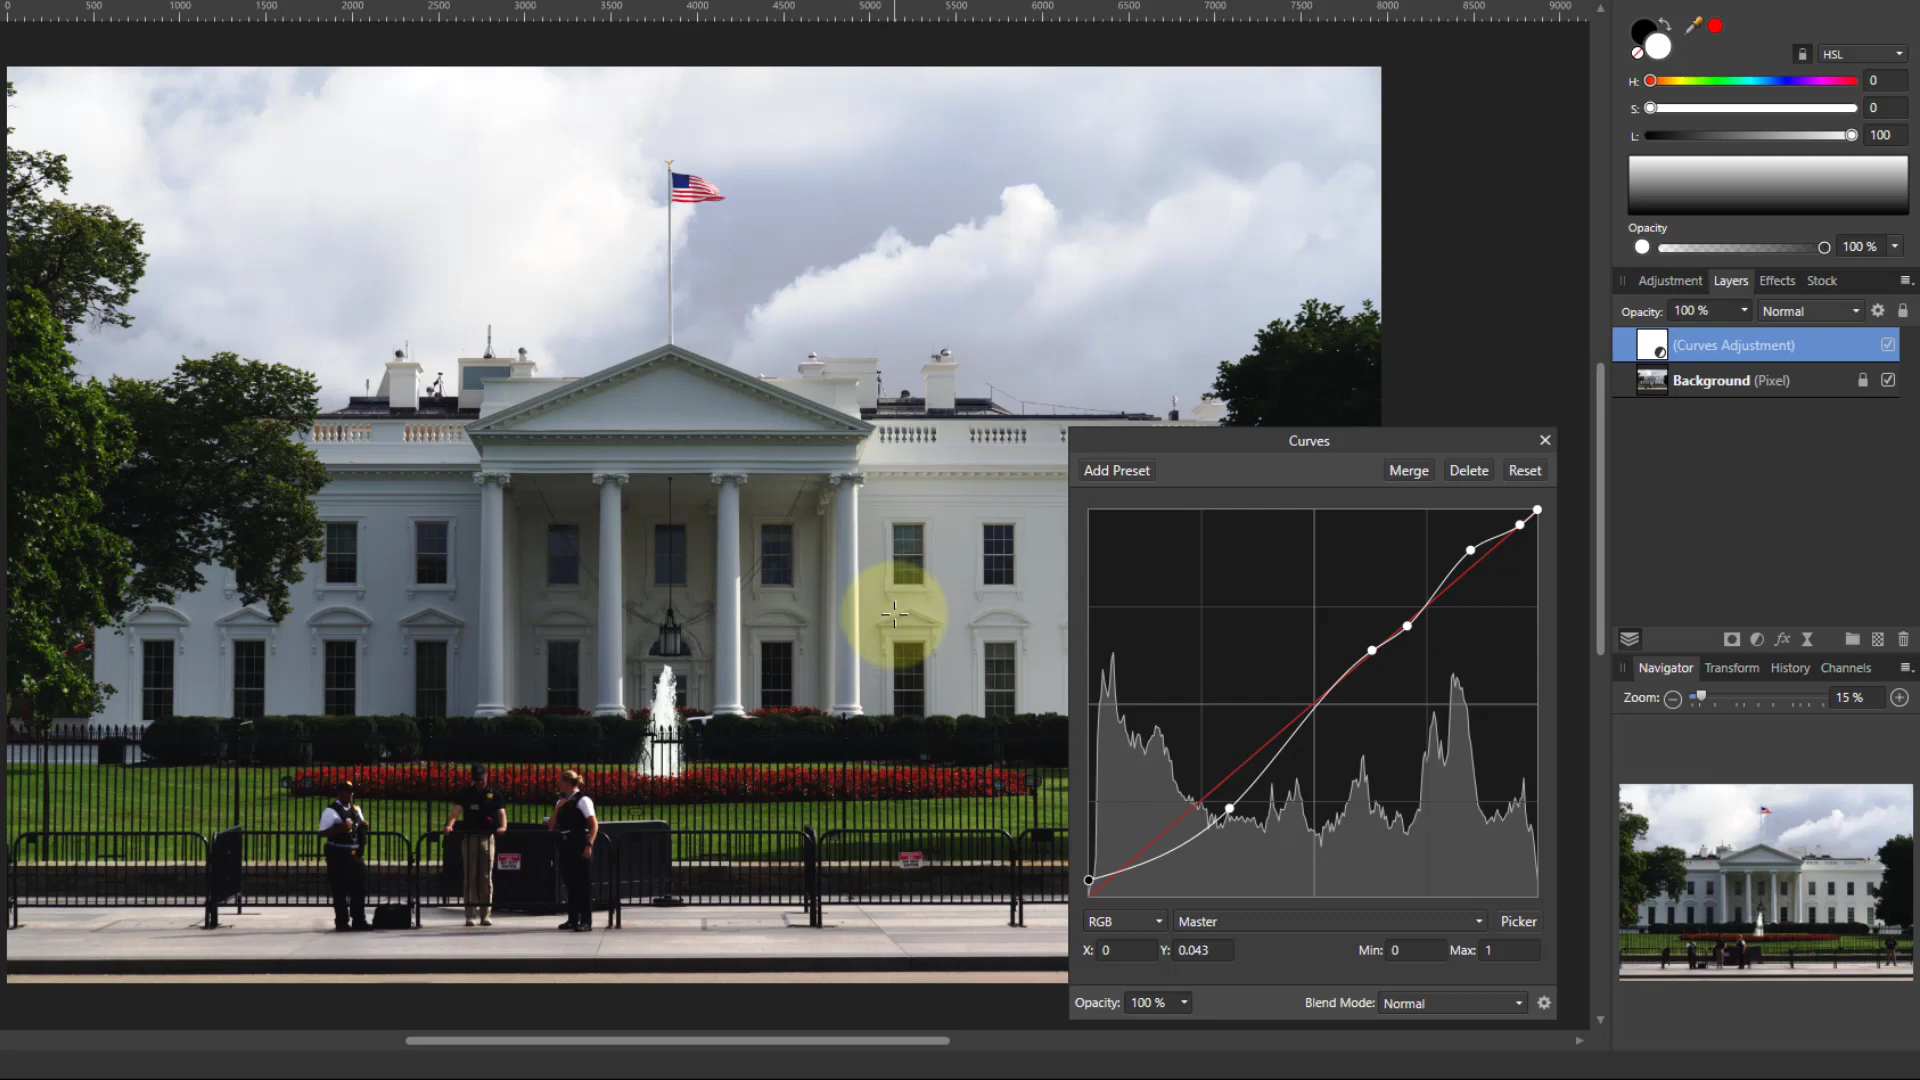 0 500 1000 1500 2000 2500 3000 3500 4000 4500 5000 5500 6000 6500 7000 7500 8000 8500 9000
HSL
H: 0
S: 0
L: 100
Opacity
100 %
Adjustment Layers Effects Stock
Opacity: 100 % Normal
(Curves Adjustment)
Background (Pixel)
Curves
Add Preset Merge Delete Reset
RGB Master Picker
X: 0 Y: 0.043 Min: 0 Max: 1
Opacity: 100 % Blend Mode: Normal
fx
Navigator Transform History Channels
Zoom: 15 %